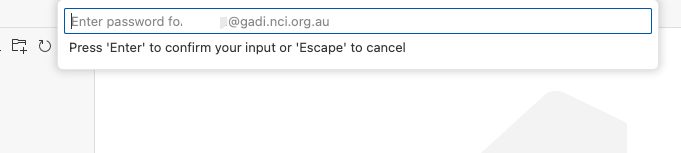 Enter password fo. @gadi.nci.org.au
Press 'Enter' to confirm your input or 'Escape' to cancel